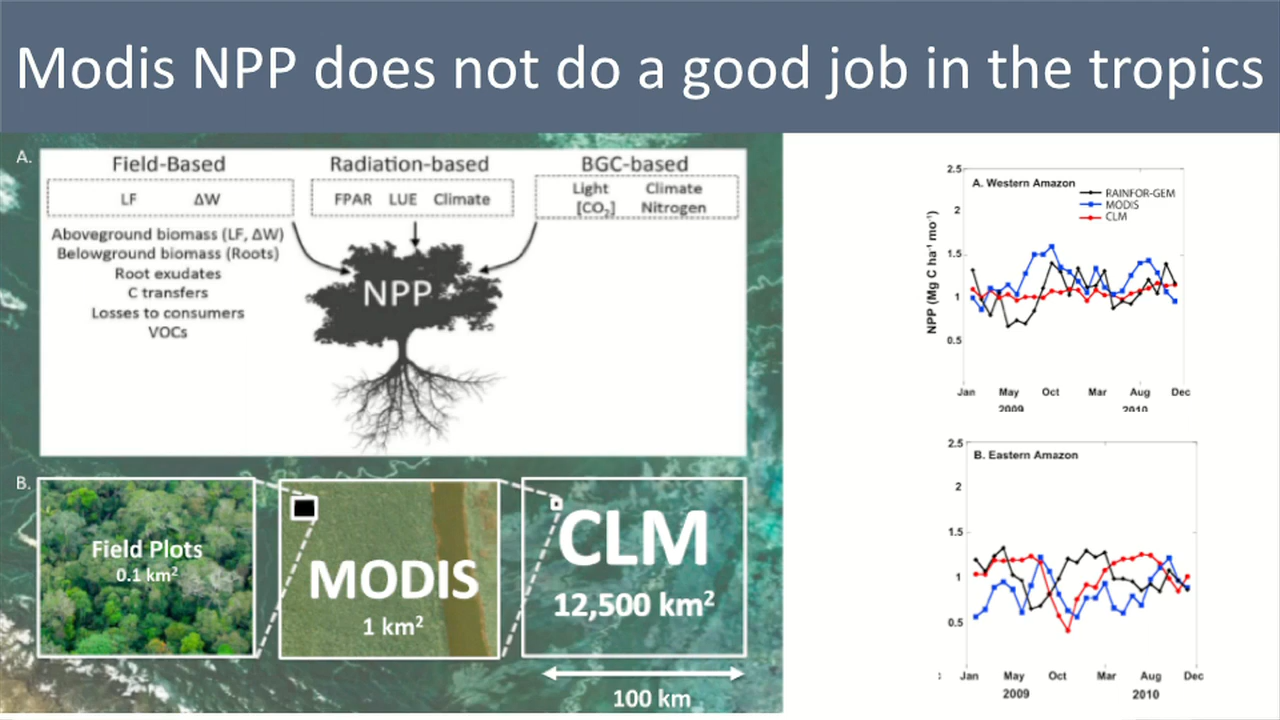 Modis NPP does not do a good job in the tropics
A.
Field-Based
LF ΔW
Aboveground biomass (LF, ΔW)
Belowground biomass (Roots)
Root exudates
C transfers
Losses to consumers
VOCs
Radiation-based
FPAR LUE Climate
BGC-based
Light Climate
[CO₂] Nitrogen
NPP
B.
Field Plots
0.1 km²
MODIS
1 km²
CLM
12,500 km²
100 km
A. Western Amazon
RAINFOR-GEM
MODIS
CLM
NPP (Mg C ha⁻¹ mo⁻¹)
2.5
2
1.5
1
0.5
Jan May Oct Mar Aug Dec
2009 2010
B. Eastern Amazon
2.5
2
1.5
1
0.5
Jan May Oct Mar Aug Dec
2009 2010